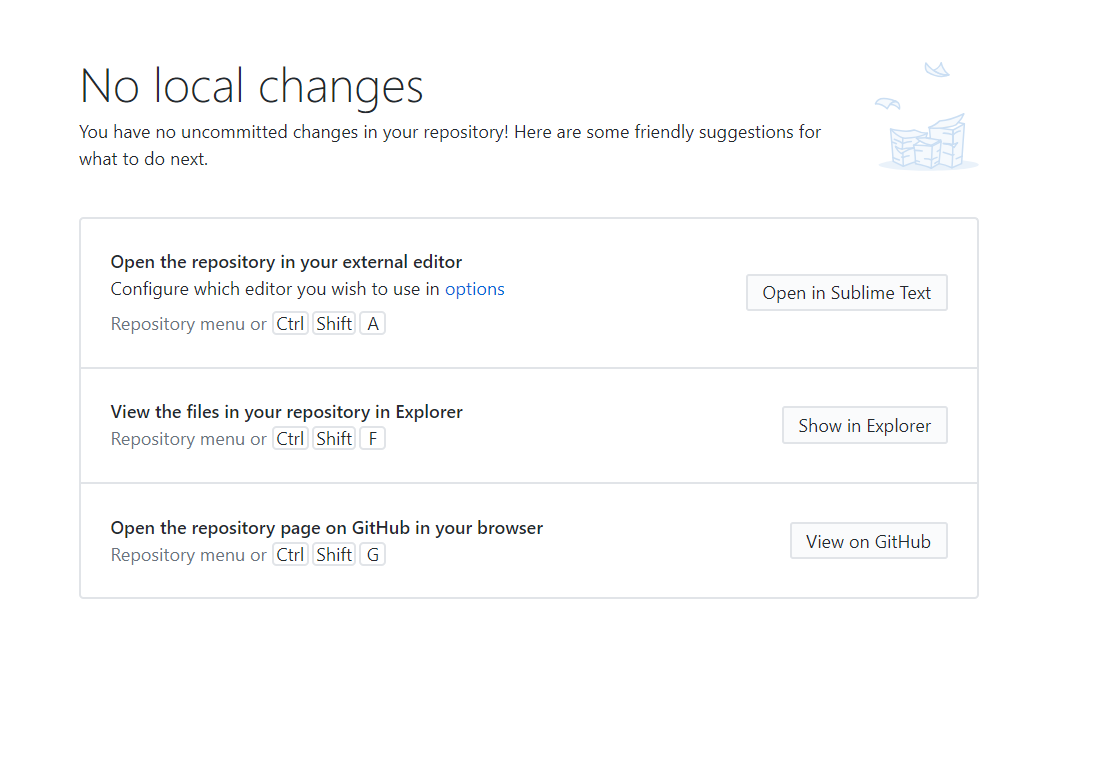 No local changes
You have no uncommitted changes in your repository! Here are some friendly suggestions for
what to do next.
Open the repository in your external editor
Configure which editor you wish to use in options
Open in Sublime Text
Repository menu or Ctrl Shift A
View the files in your repository in Explorer
Show in Explorer
Repository menu or Ctrl Shift F
Open the repository page on GitHub in your browser
View on GitHub
Repository menu or Ctrl Shift G